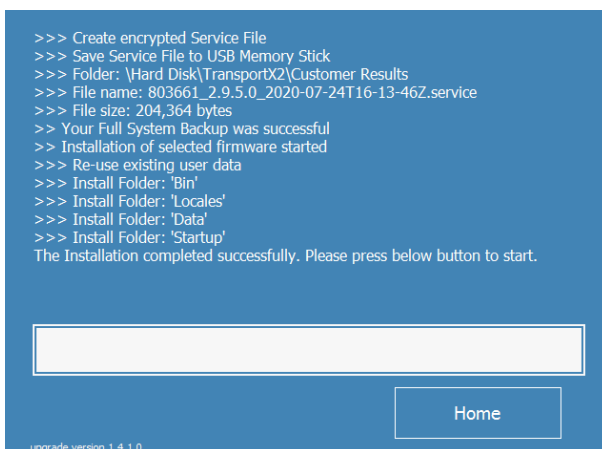 >>> Create encrypted Service File
>>> Save Service File to USB Memory Stick
>>> Folder: \Hard Disk\TransportX2\Customer Results
>>> File name: 803661_2.9.5.0_2020-07-24T16-13-46Z.service
>>> File size: 204,364 bytes
>> Your Full System Backup was successful
>> Installation of selected firmware started
>>> Re-use existing user data
>>> Install Folder: 'Bin'
>>> Install Folder: 'Locales'
>>> Install Folder: 'Data'
>>> Install Folder: 'Startup'
The Installation completed successfully. Please press below button to start.
Home
upgrade version 1.4.1.0